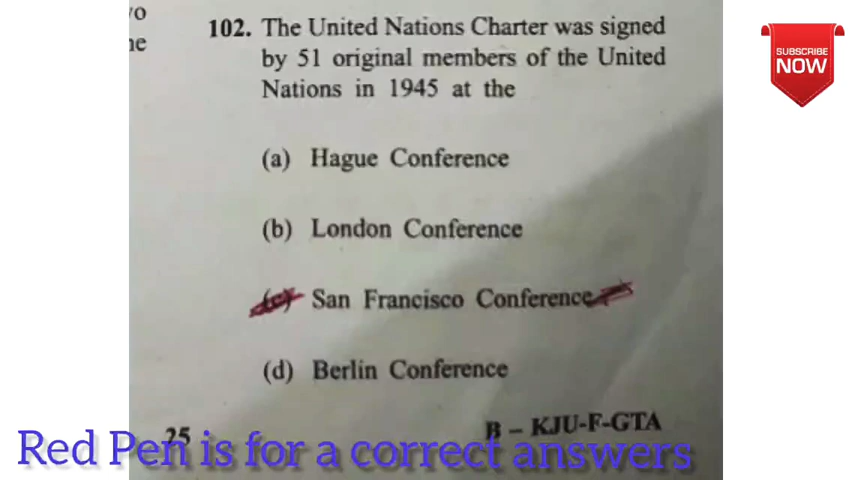 ro
ne
102. The United Nations Charter was signed
by 51 original members of the United
Nations in 1945 at the
(a) Hague Conference
(b) London Conference
(c) San Francisco Conference
(d) Berlin Conference
25
B – KJU-F-GTA
Red Pen is for a correct answers
SUBSCRIBE
NOW